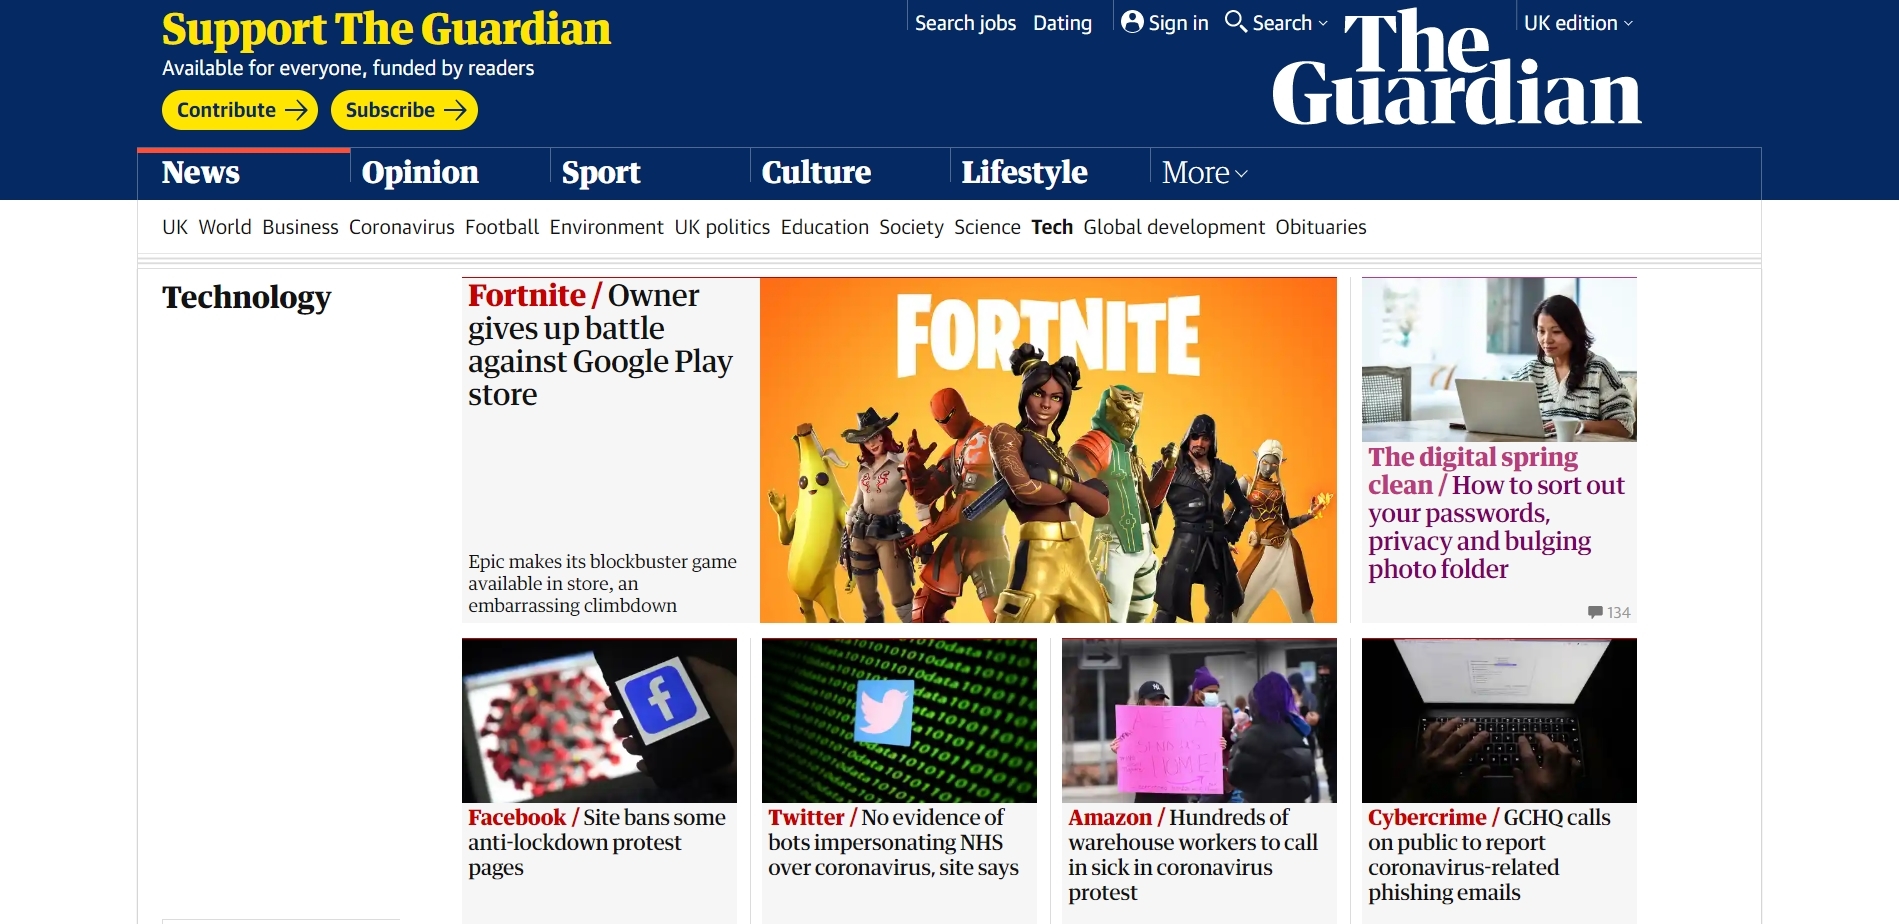 Support The Guardian
Available for everyone, funded by readers
Contribute
Subscribe
Search jobs
Dating
Sign in
Search
UK edition
The
Guardian
News
Opinion
Sport
Culture
Lifestyle
More
UK World Business Coronavirus Football Environment UK politics Education Society Science Tech Global development Obituaries
Technology
Fortnite / Owner
gives up battle
against Google Play
store
Epic makes its blockbuster game
available in store, an
embarrassing climbdown
FORTNITE
The digital spring
clean / How to sort out
your passwords,
privacy and bulging
photo folder
134
Facebook / Site bans some
anti-lockdown protest
pages
Twitter / No evidence of
bots impersonating NHS
over coronavirus, site says
HOME!
Amazon / Hundreds of
warehouse workers to call
in sick in coronavirus
protest
Cybercrime / GCHQ calls
on public to report
coronavirus-related
phishing emails